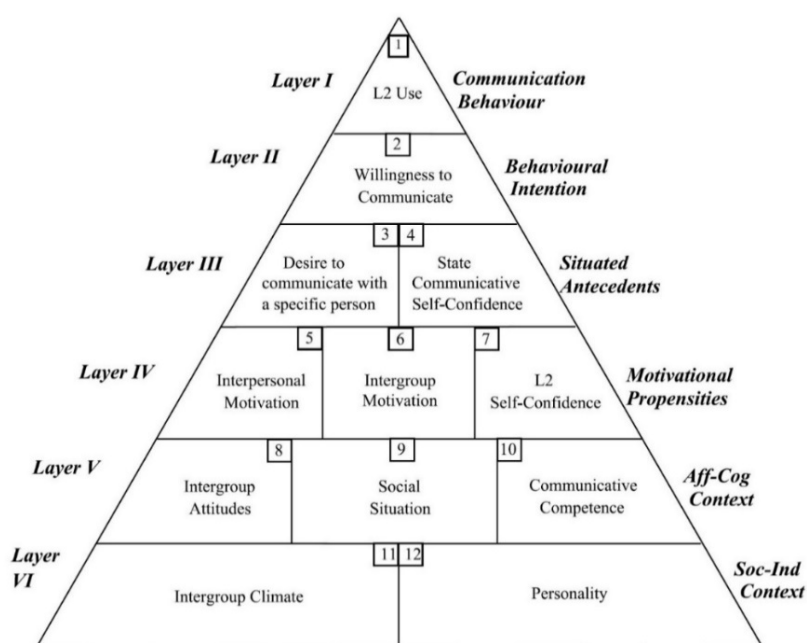 1
Layer I
L2 Use
Communication
Behaviour
2
Layer II
Willingness to
Communicate
Behavioural
Intention
3 4
Layer III
Desire to
communicate with
a specific person
State
Communicative
Self-Confidence
Situated
Antecedents
5 6 7
Layer IV
Interpersonal
Motivation
Intergroup
Motivation
L2
Self-Confidence
Motivational
Propensities
8 9 10
Layer V
Intergroup
Attitudes
Social
Situation
Communicative
Competence
Aff-Cog
Context
11 12
Layer
VI
Intergroup Climate
Personality
Soc-Ind
Context